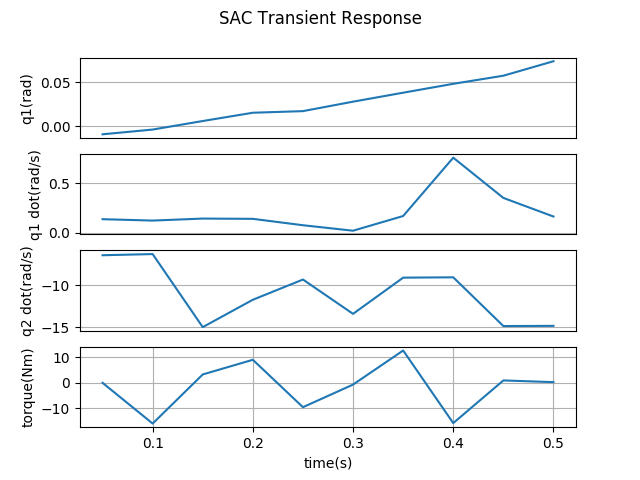 SAC Transient Response
q1(rad)
0.05
0.00
q1 dot(rad/s)
0.5
0.0
q2 dot(rad/s)
−10
−15
torque(Nm)
10
0
−10
0.1 0.2 0.3 0.4 0.5
time(s)